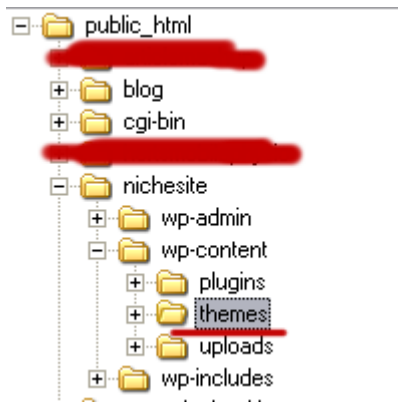 public_html
blog
cgi-bin
nichesite
wp-admin
wp-content
plugins
themes
uploads
wp-includes